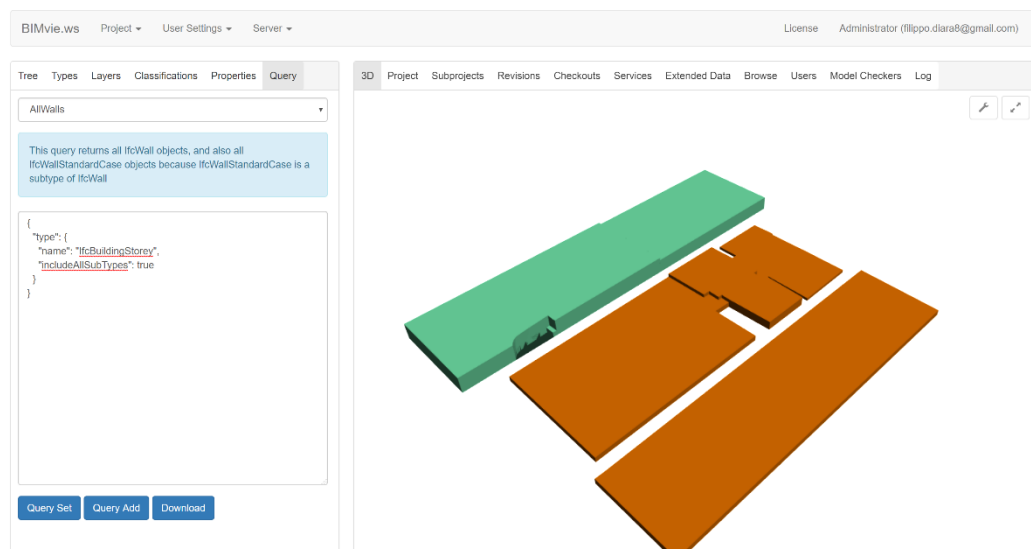 BIMvie.ws Project User Settings Server License Administrator (filippo.diara8@gmail.com)
Tree Types Layers Classifications Properties Query
3D Project Subprojects Revisions Checkouts Services Extended Data Browse Users Model Checkers Log
AllWalls
This query returns all IfcWall objects, and also all
IfcWallStandardCase objects because IfcWallStandardCase is a
subtype of IfcWall
{
"type": {
"name": "IfcBuildingStorey",
"includeAllSubTypes": true
}
}
Query Set Query Add Download